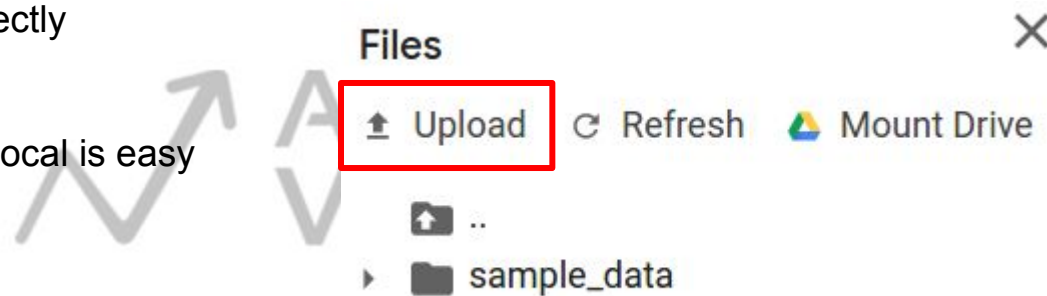 ectly
ocal is easy
Files
Upload Refresh Mount Drive
..
sample_data